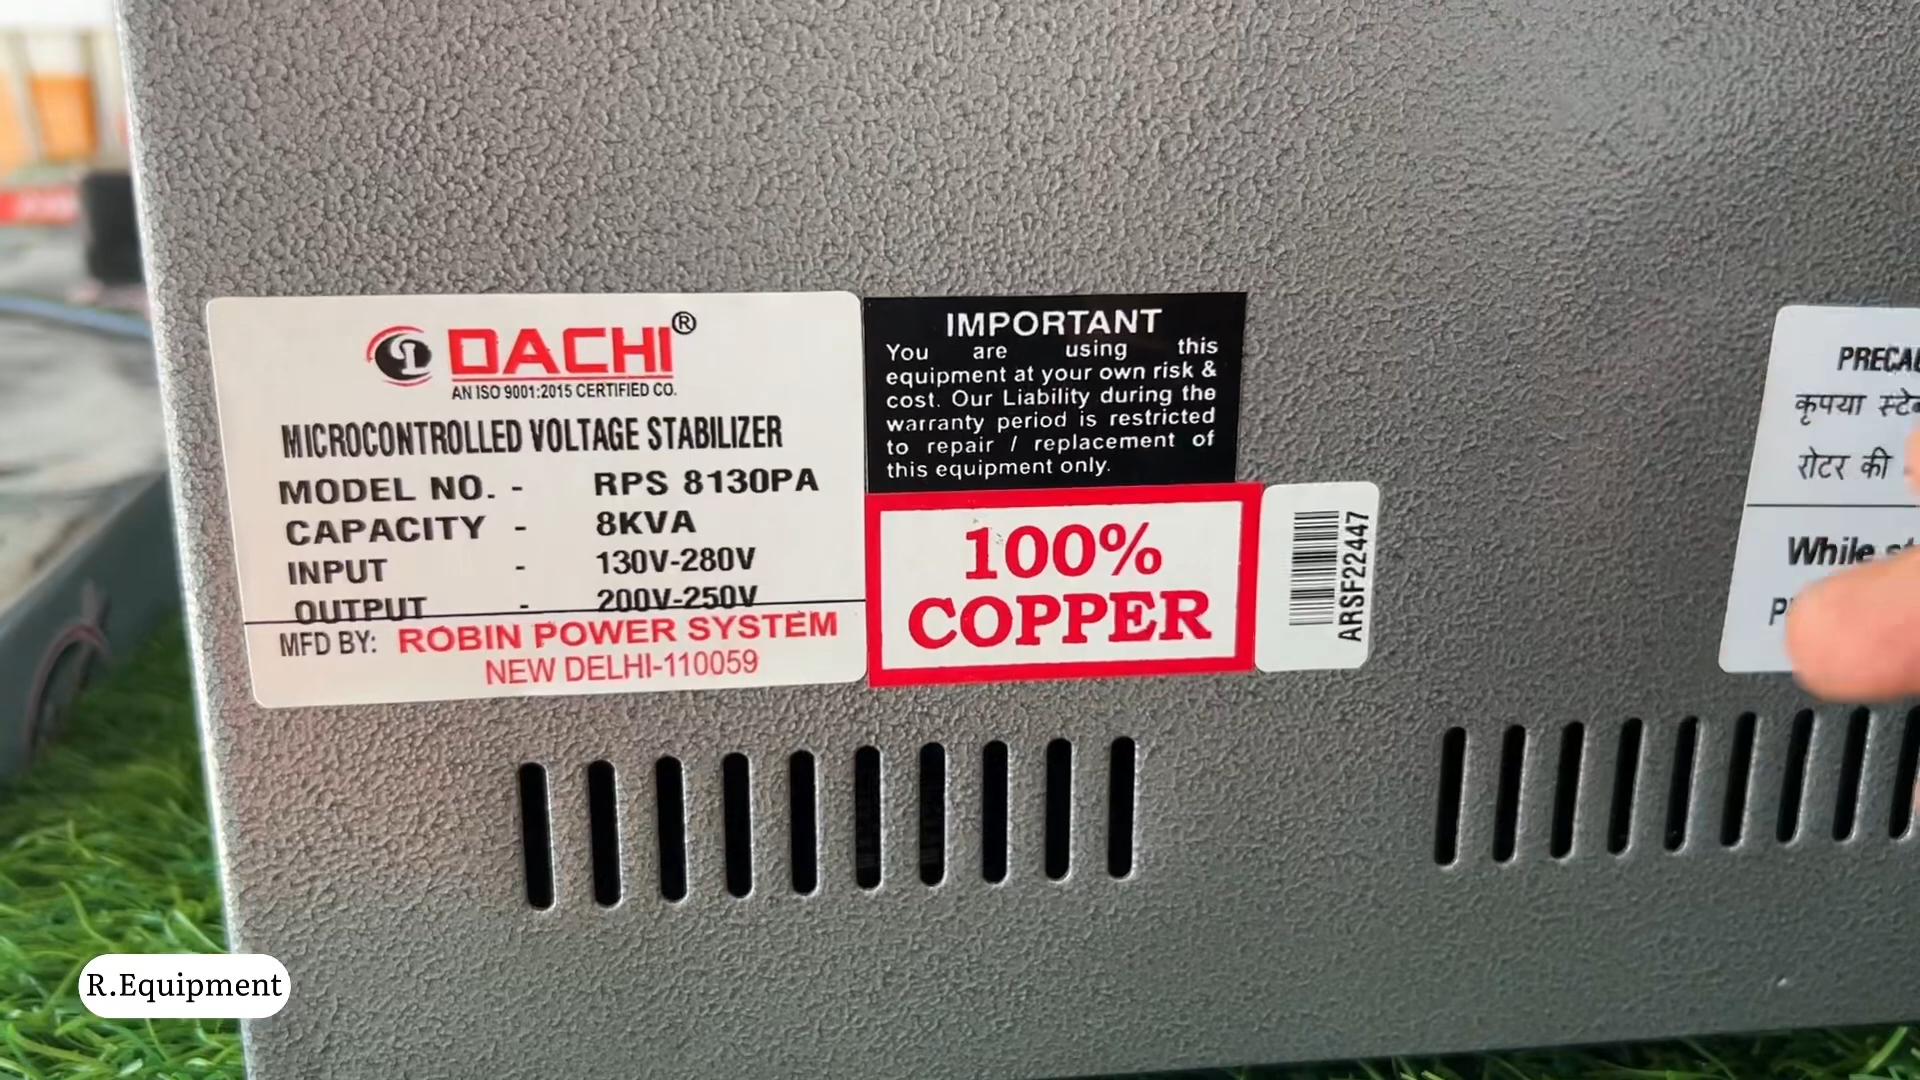 DACHI®
AN ISO 9001:2015 CERTIFIED CO.
MICROCONTROLLED VOLTAGE STABILIZER
MODEL NO. - RPS 8130PA
CAPACITY - 8KVA
INPUT - 130V-280V
OUTPUT - 200V-250V
MFD BY: ROBIN POWER SYSTEM
NEW DELHI-110059
IMPORTANT
You are using this
equipment at your own risk &
cost. Our Liability during the
warranty period is restricted
to repair / replacement of
this equipment only.
100%
COPPER
ARSF22447
कृपया
रोटर की
While
R.Equipment